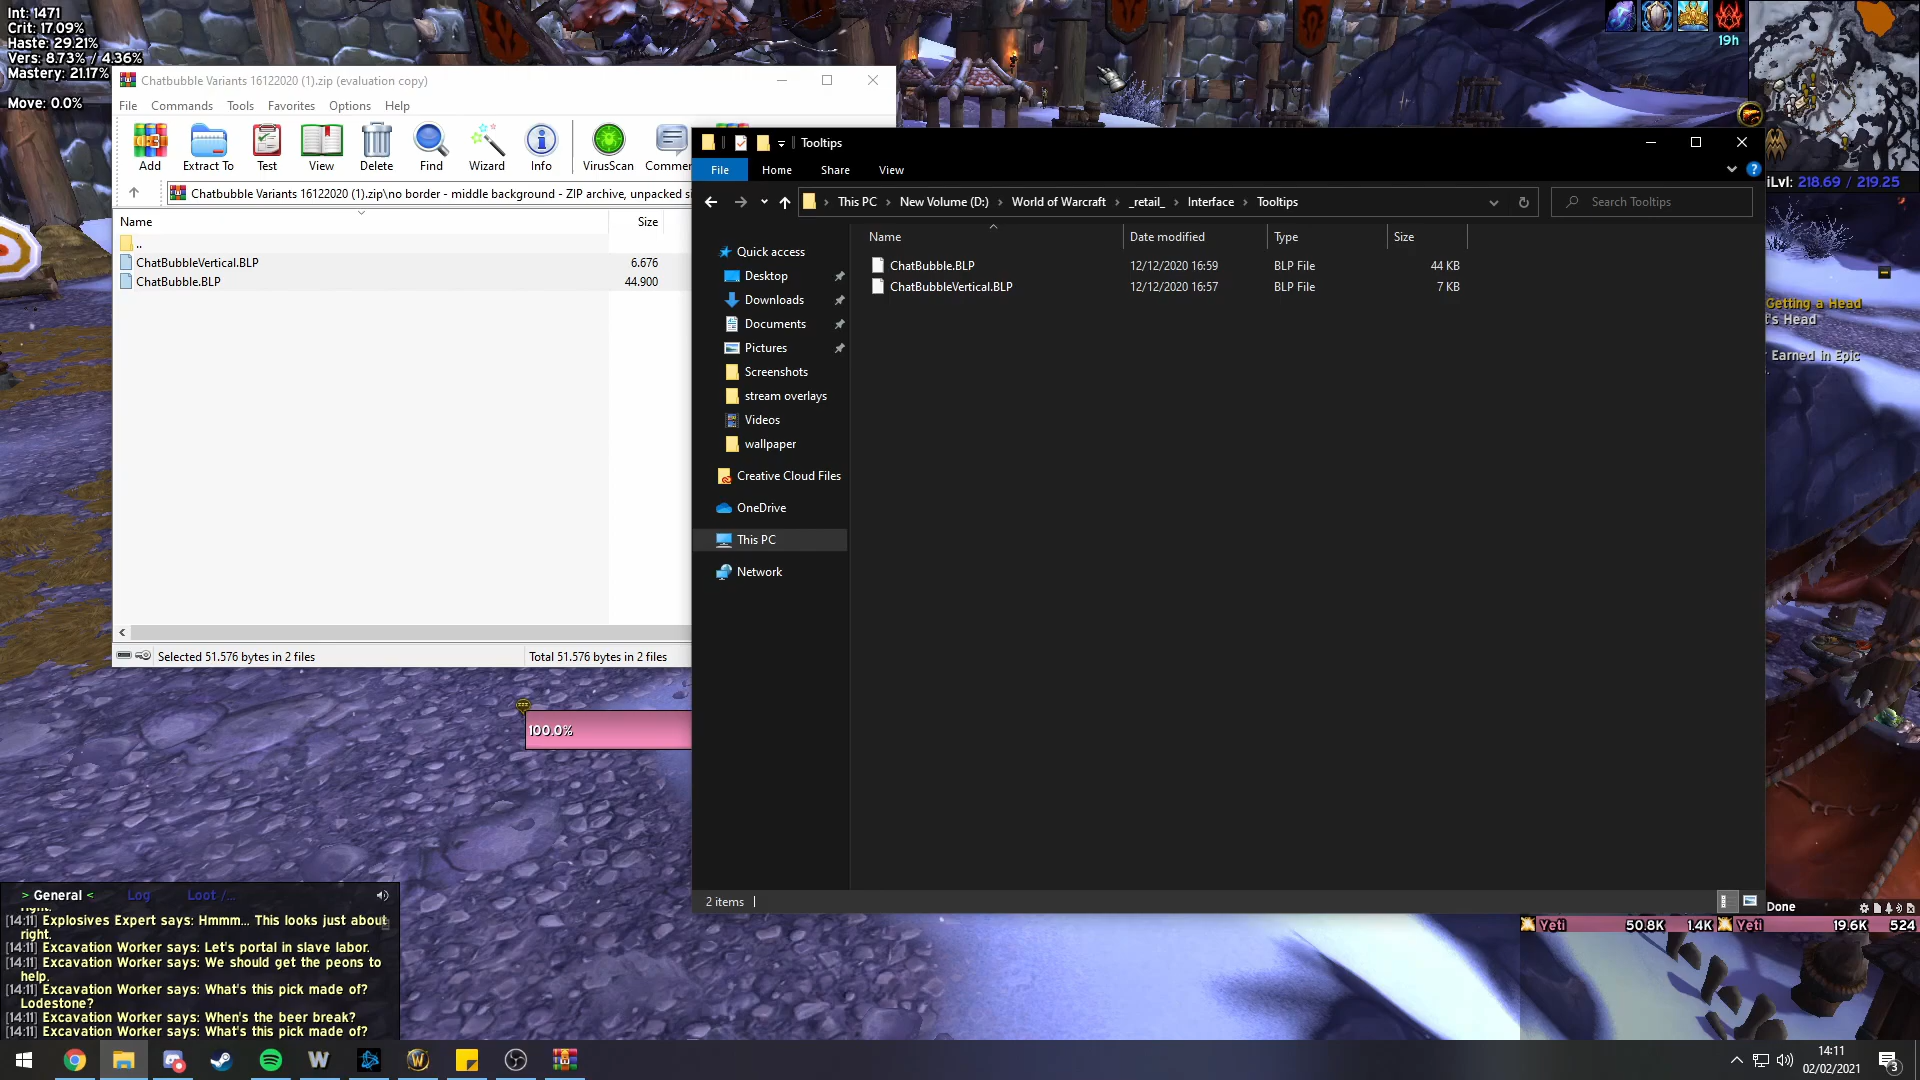 Int: 1471
Crit: 17.09%
Haste: 29.21%
Vers: 8.73% / 4.36%
Mastery: 21.17%
Move: 0.0%
19h
Chatbubble Variants 16122020 (1).zip (evaluation copy)
File Commands Tools Favorites Options Help
Add Extract To Test View Delete Find Wizard Info VirusScan Commen
Chatbubble Variants 16122020 (1).zip\no border - middle background - ZIP archive, unpacked s
Name Size
..
ChatBubbleVertical.BLP 6.676
ChatBubble.BLP 44.900
Selected 51.576 bytes in 2 files Total 51.576 bytes in 2 files
Tooltips
File Home Share View
This PC New Volume (D:) World of Warcraft _retail_ Interface Tooltips
Search Tooltips
Name Date modified Type Size
ChatBubble.BLP 12/12/2020 16:59 BLP File 44 KB
ChatBubbleVertical.BLP 12/12/2020 16:57 BLP File 7 KB
Quick access
Desktop
Downloads
Documents
Pictures
Screenshots
stream overlays
Videos
wallpaper
Creative Cloud Files
OneDrive
This PC
Network
2 items
iLvl: 218.69 / 219.25
Getting a Head
t's Head
Earned in Epic
100.0%
> General < Log Loot /...
right.
[14:11] Explosives Expert says: Hmmm... This looks just about
right.
[14:11] Excavation Worker says: Let's portal in slave labor.
[14:11] Excavation Worker says: We should get the peons to
help.
[14:11] Excavation Worker says: What's this pick made of?
Lodestone?
[14:11] Excavation Worker says: When's the beer break?
[14:11] Excavation Worker says: What's this pick made of?
Done
Yeti 50.8K 1.4K Yeti 19.6K 524
14:11
02/02/2021
3